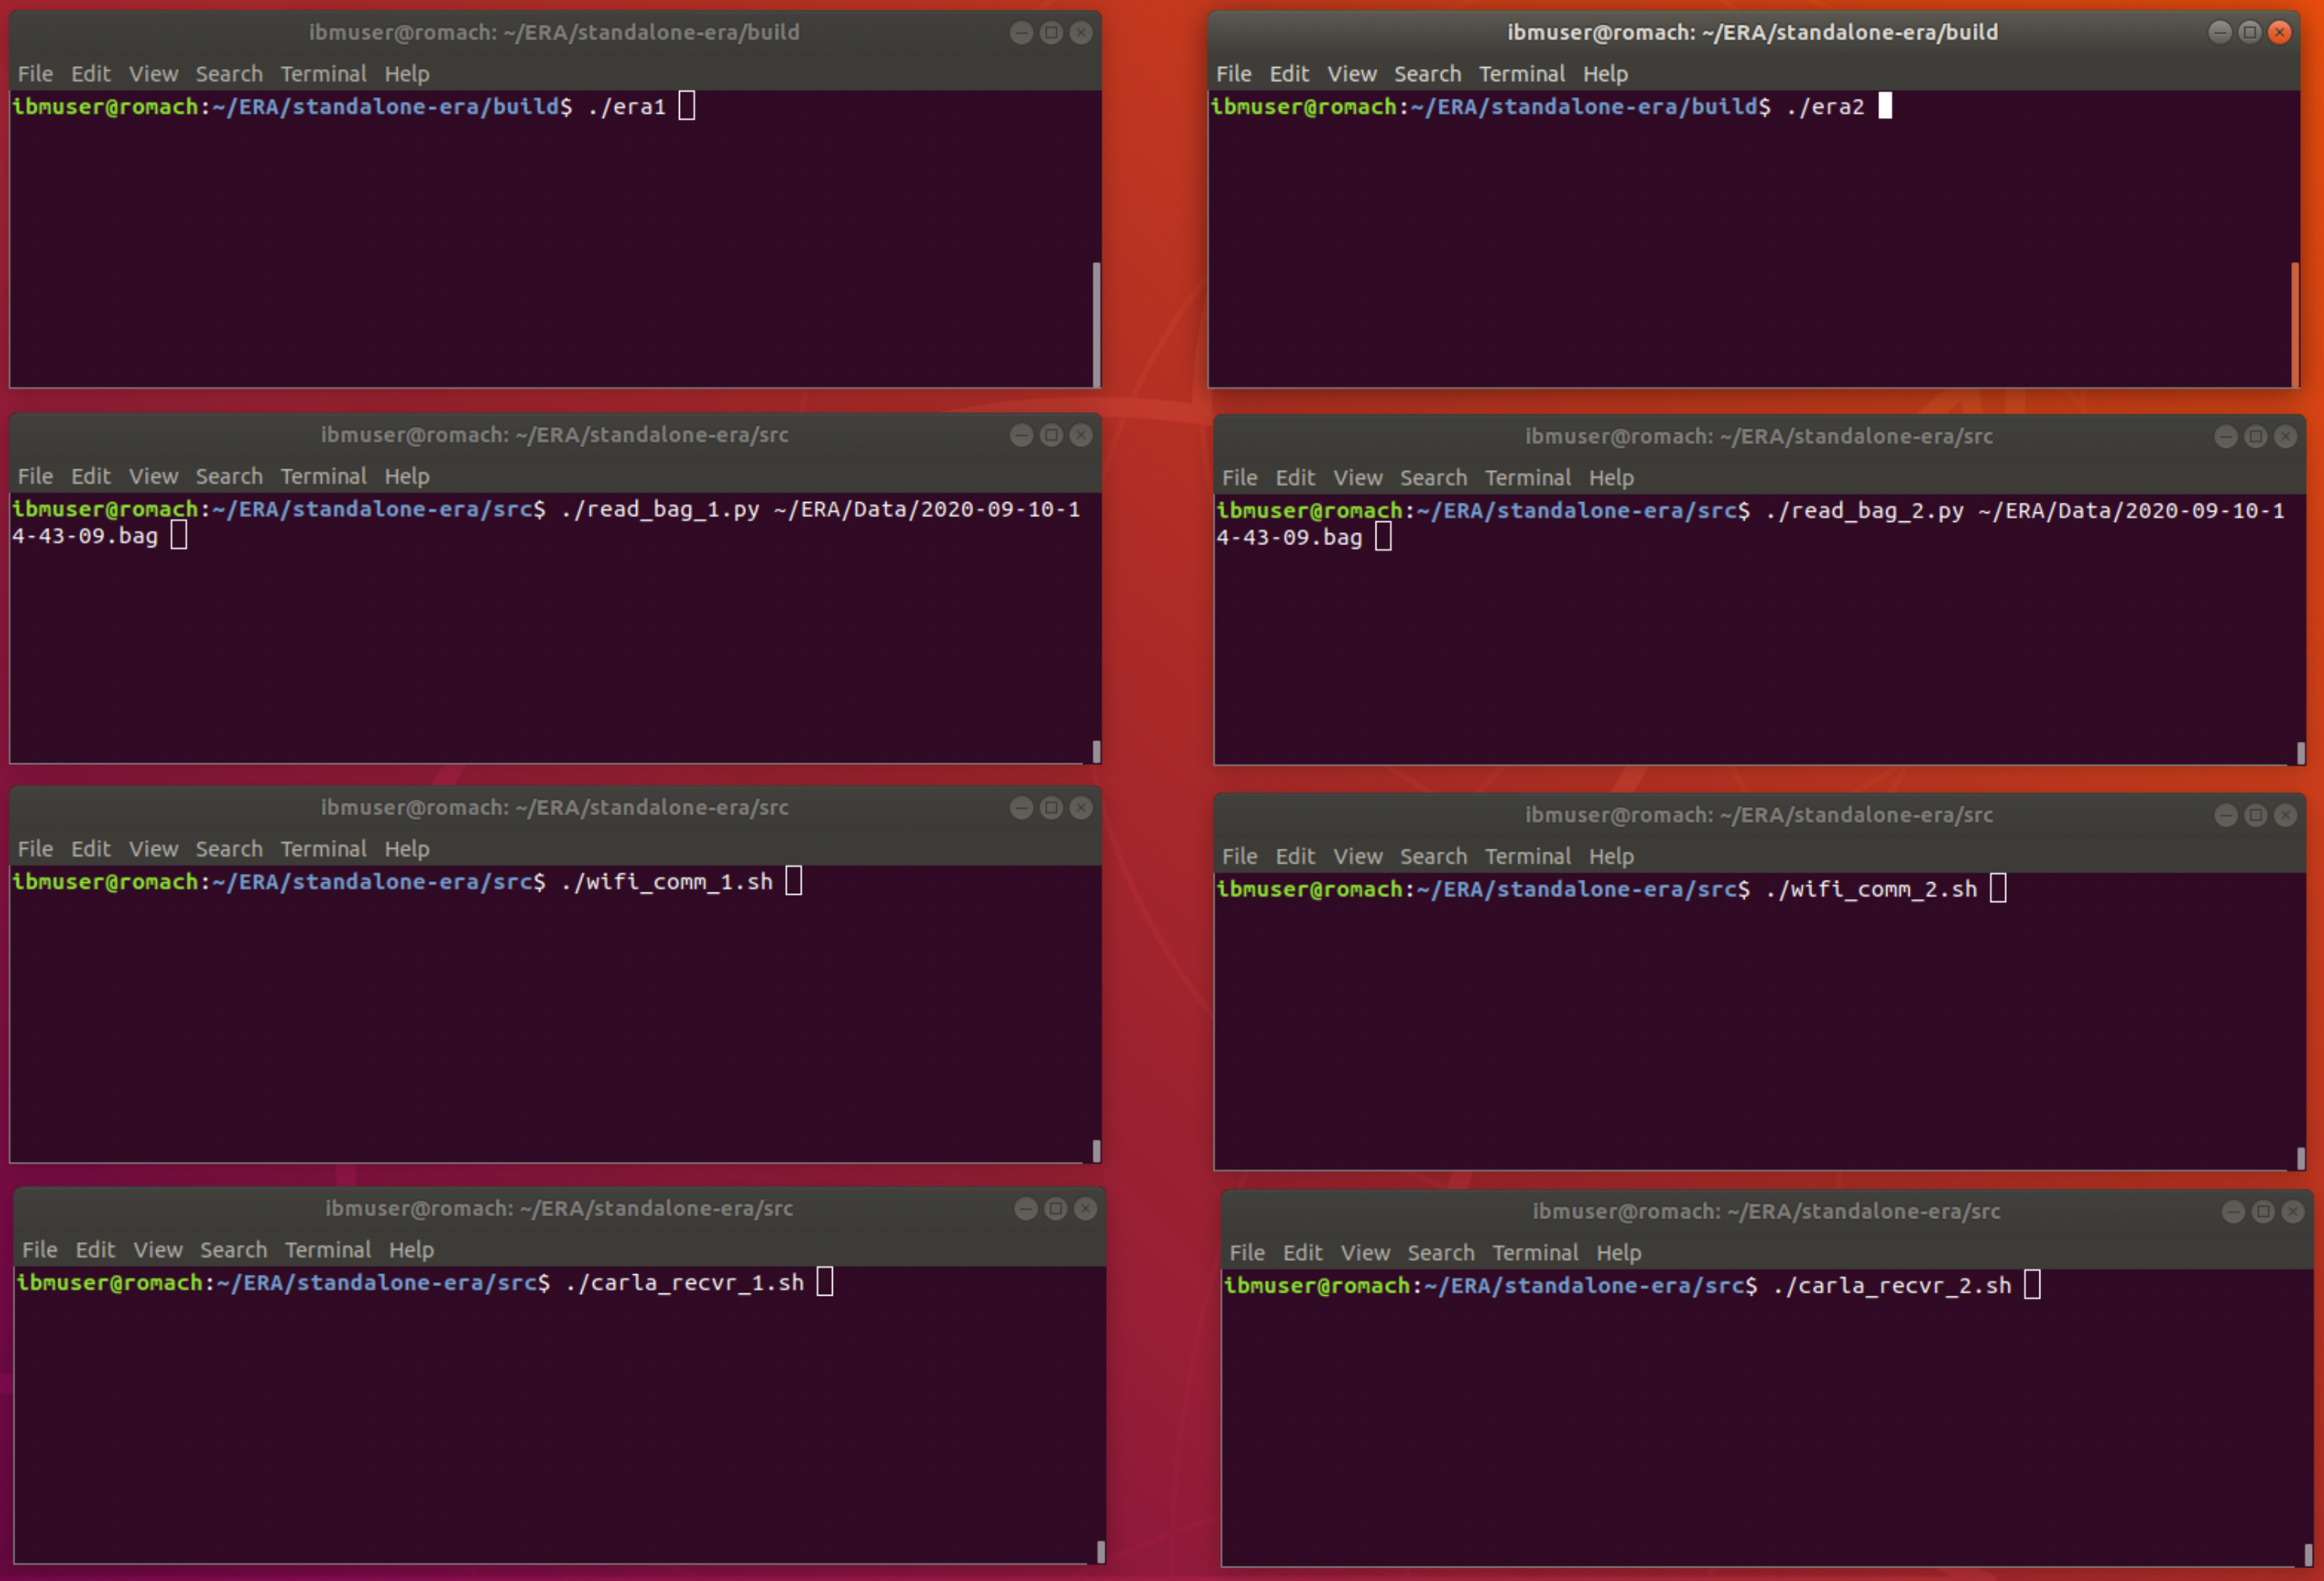 ibmuser@romach: ~/ERA/standalone-era/build
File Edit View Search Terminal Help
ibmuser@romach:~/ERA/standalone-era/build$ ./era1
ibmuser@romach: ~/ERA/standalone-era/build
File Edit View Search Terminal Help
ibmuser@romach:~/ERA/standalone-era/build$ ./era2
ibmuser@romach: ~/ERA/standalone-era/src
File Edit View Search Terminal Help
ibmuser@romach:~/ERA/standalone-era/src$ ./read_bag_1.py ~/ERA/Data/2020-09-10-1
4-43-09.bag
ibmuser@romach: ~/ERA/standalone-era/src
File Edit View Search Terminal Help
ibmuser@romach:~/ERA/standalone-era/src$ ./read_bag_2.py ~/ERA/Data/2020-09-10-1
4-43-09.bag
ibmuser@romach: ~/ERA/standalone-era/src
File Edit View Search Terminal Help
ibmuser@romach:~/ERA/standalone-era/src$ ./wifi_comm_1.sh
ibmuser@romach: ~/ERA/standalone-era/src
File Edit View Search Terminal Help
ibmuser@romach:~/ERA/standalone-era/src$ ./wifi_comm_2.sh
ibmuser@romach: ~/ERA/standalone-era/src
File Edit View Search Terminal Help
ibmuser@romach:~/ERA/standalone-era/src$ ./carla_recvr_1.sh
ibmuser@romach: ~/ERA/standalone-era/src
File Edit View Search Terminal Help
ibmuser@romach:~/ERA/standalone-era/src$ ./carla_recvr_2.sh